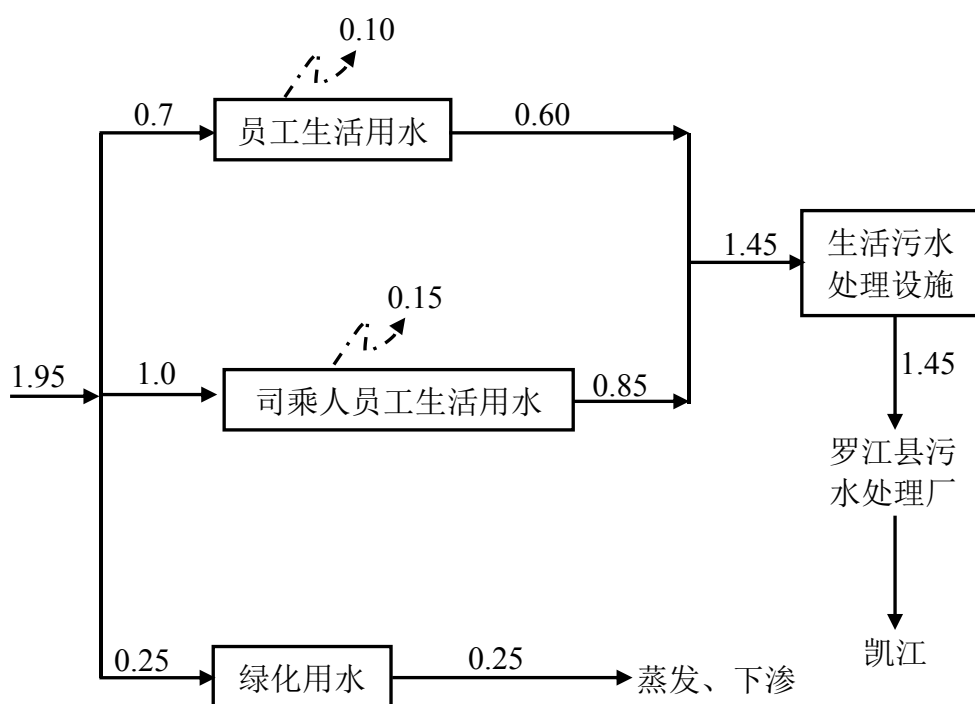 0.10
0.7
员工生活用水
0.60
1.45
生活污水
处理设施
0.15
1.95
1.0
司乘人员工生活用水
0.85
1.45
罗江县污
水处理厂
凯江
0.25
绿化用水
0.25
蒸发、下渗